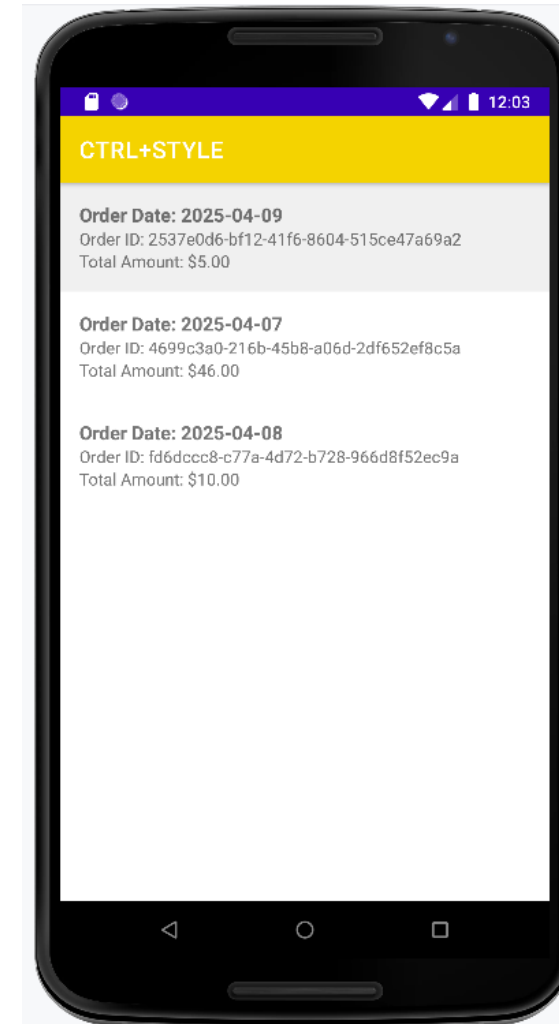 12:03
CTRL+STYLE
Order Date: 2025-04-09
Order ID: 2537e0d6-bf12-41f6-8604-515ce47a69a2
Total Amount: $5.00
Order Date: 2025-04-07
Order ID: 4699c3a0-216b-45b8-a06d-2df652ef8c5a
Total Amount: $46.00
Order Date: 2025-04-08
Order ID: fd6dccc8-c77a-4d72-b728-966d8f52ec9a
Total Amount: $10.00